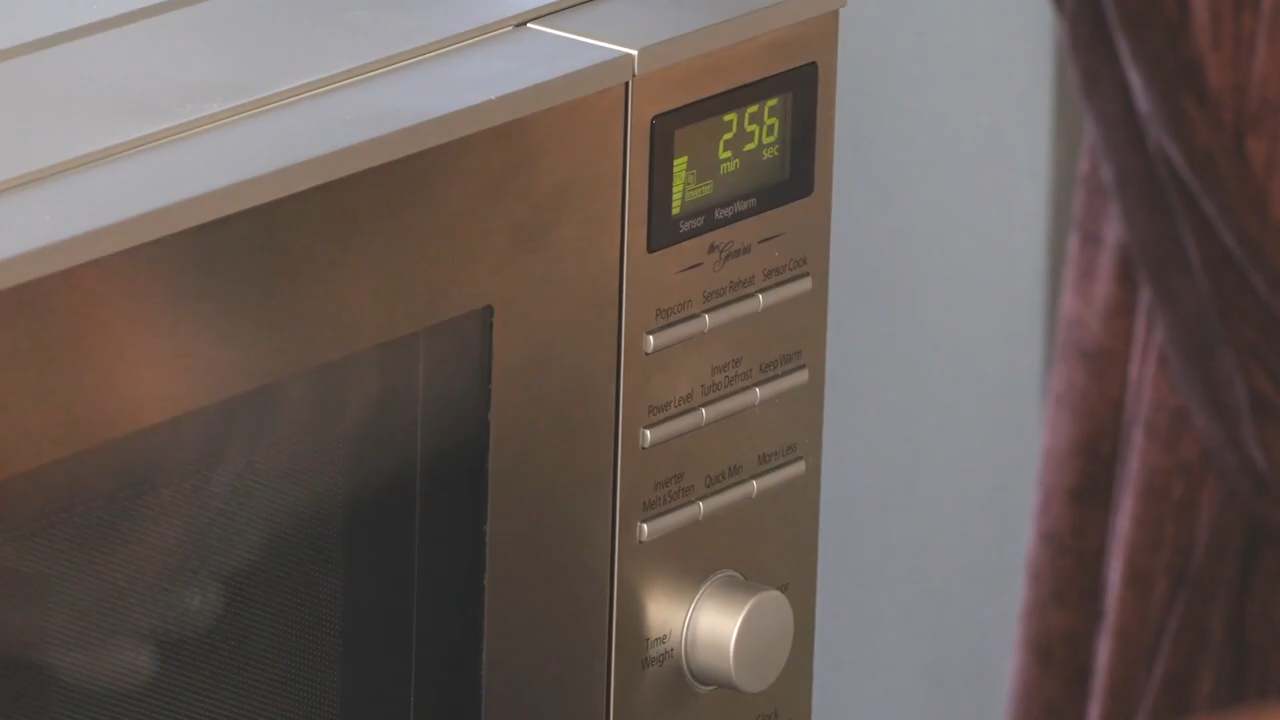 2 56
min sec
Inverter
Sensor Keep Warm
the Genius
Popcorn Sensor Reheat Sensor Cook
Power Level Inverter Turbo Defrost Keep Warm
Inverter Melt & Soften Quick Min More/Less
Time/
Weight
Clock